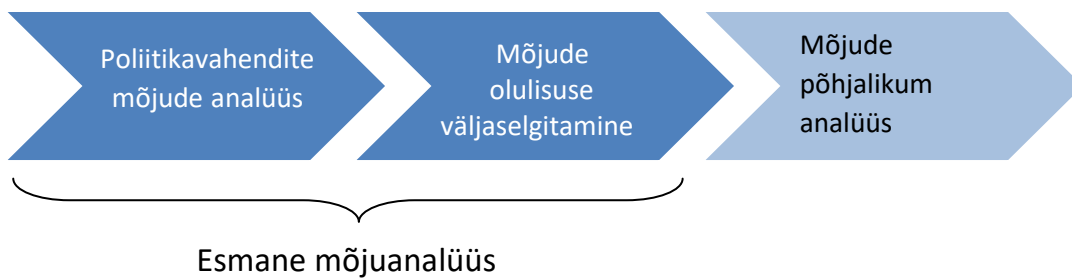 Poliitikavahendite
mõjude analüüs
Mõjude
olulisuse
väljaselgitamine
Mõjude
põhjalikum
analüüs
Esmane mõjuanalüüs